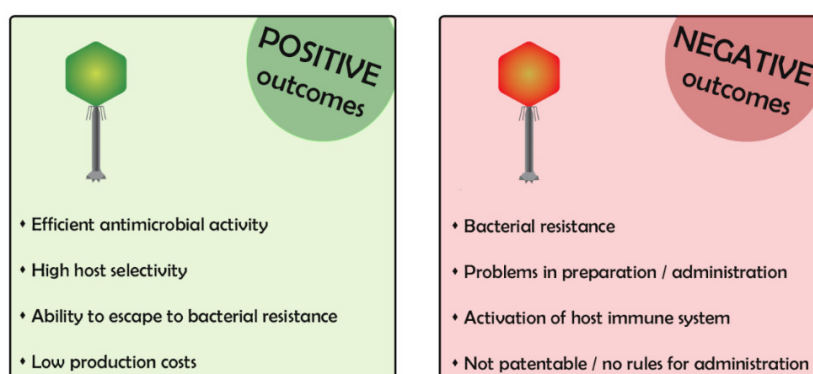 POSITIVE
outcomes
♦ Efficient antimicrobial activity
♦ High host selectivity
♦ Ability to escape to bacterial resistance
♦ Low production costs
NEGATIVE
outcomes
♦ Bacterial resistance
♦ Problems in preparation / administration
♦ Activation of host immune system
♦ Not patentable / no rules for administration